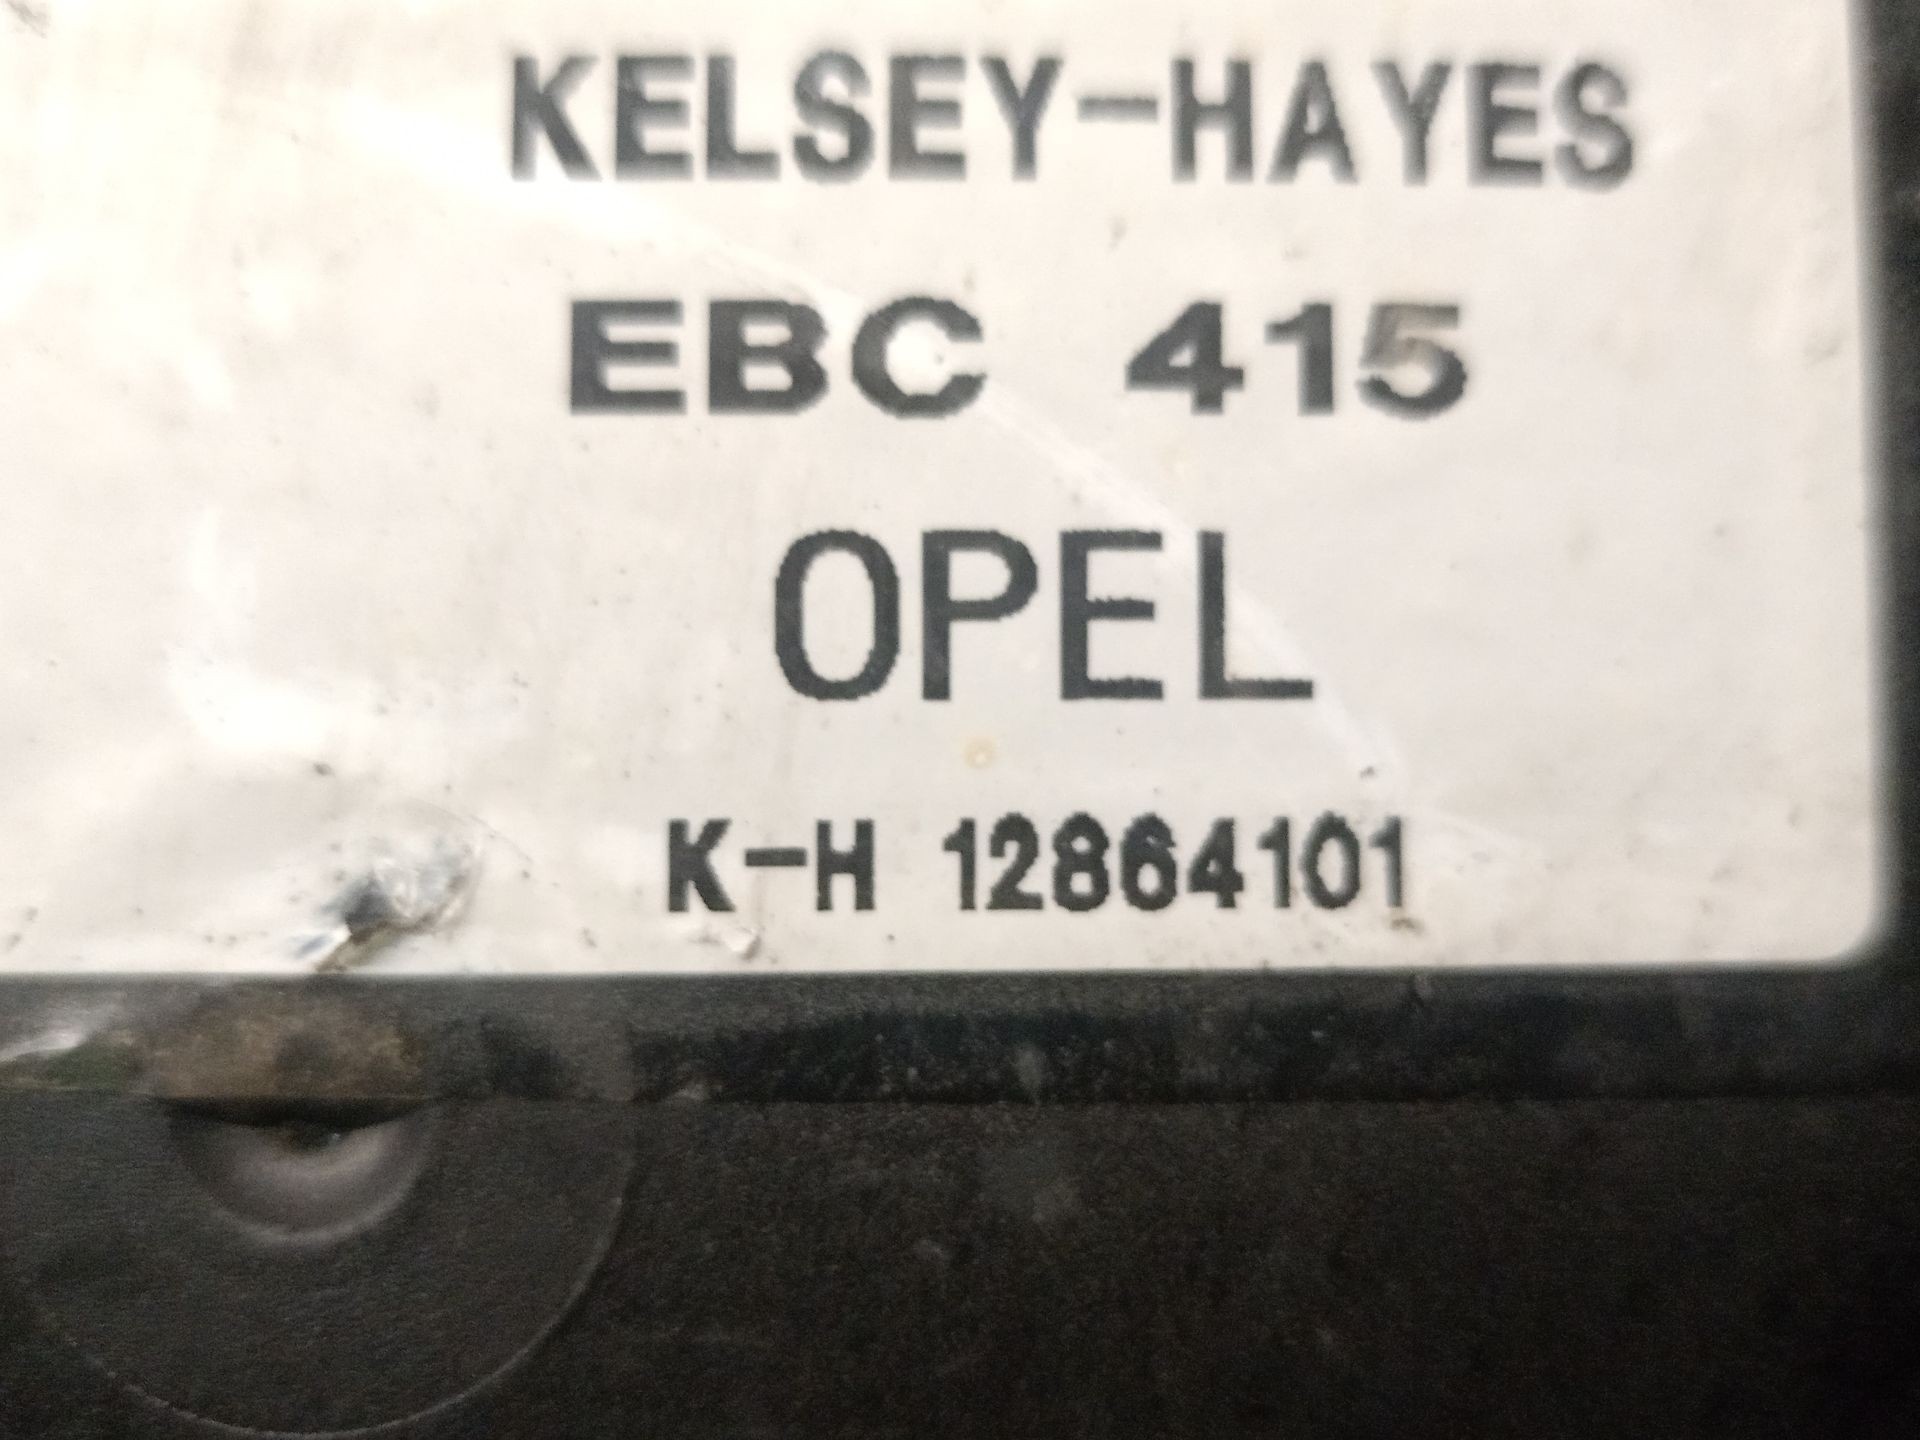 KELSEY-HAYES
EBC 415
OPEL
K-H 12864101